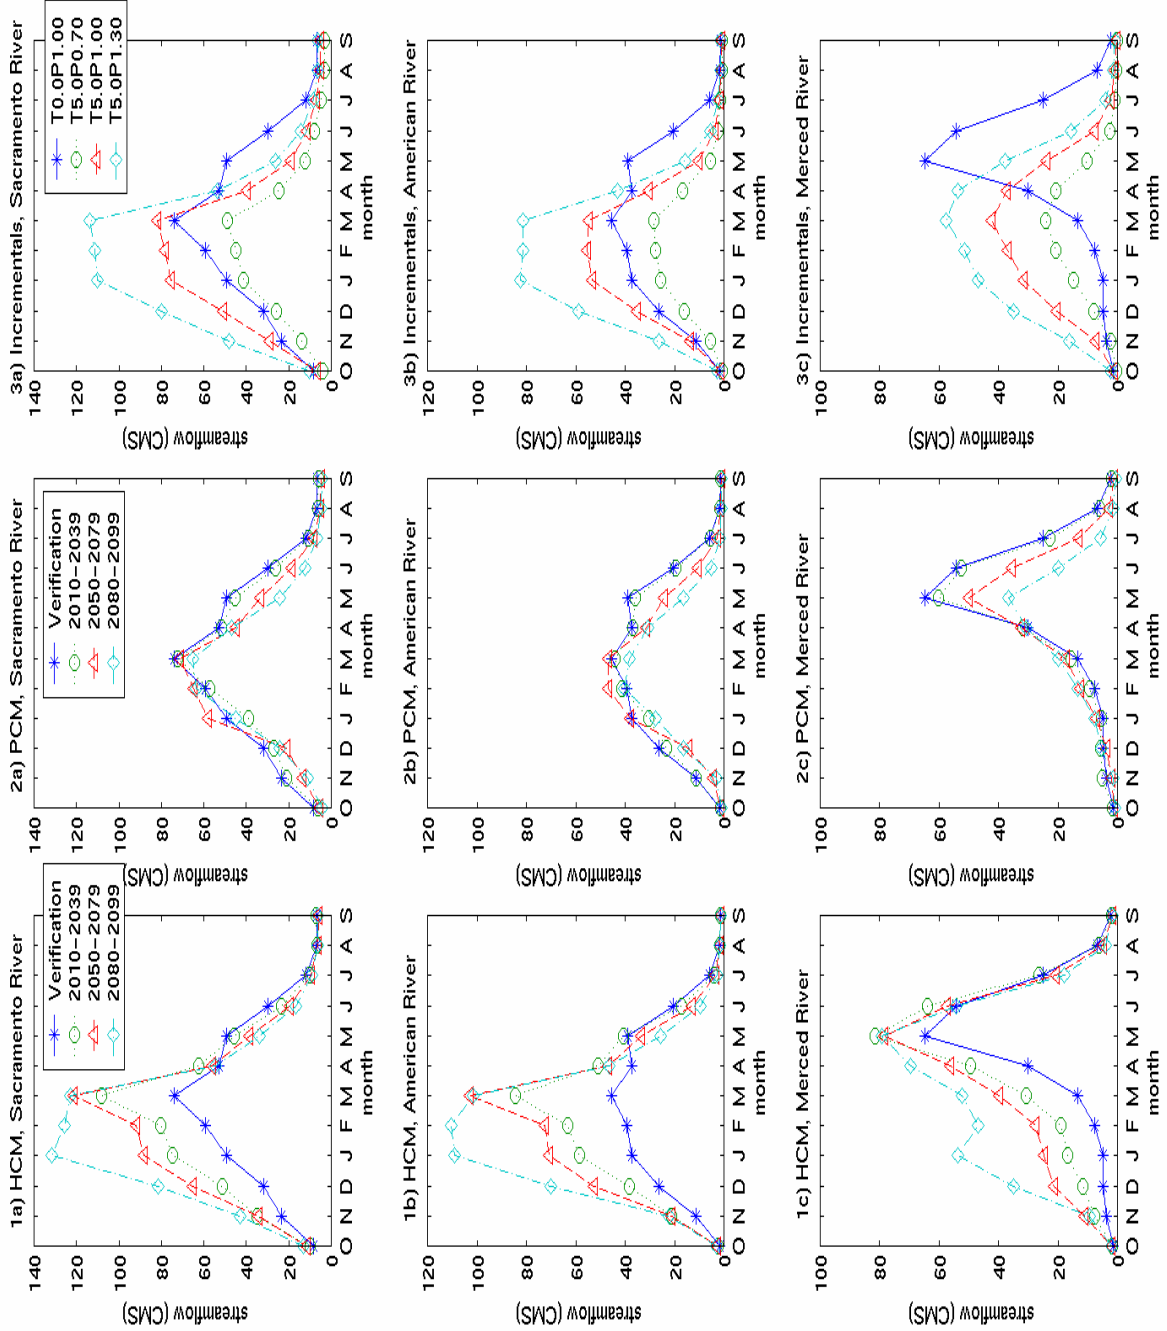 1a) HCM, Sacramento River
140
120
100
80
60
40
20
0
streamflow (CMS)
Verification
2010−2039
2050−2079
2080−2099
O N D J F M A M J J A S
month
2a) PCM, Sacramento River
140
120
100
80
60
40
20
0
streamflow (CMS)
Verification
2010−2039
2050−2079
2080−2099
O N D J F M A M J J A S
month
3a) Incrementals, Sacramento River
140
120
100
80
60
40
20
0
streamflow (CMS)
T0.0P1.00
T5.0P0.70
T5.0P1.00
T5.0P1.30
O N D J F M A M J J A S
month
1b) HCM, American River
120
100
80
60
40
20
0
streamflow (CMS)
O N D J F M A M J J A S
month
2b) PCM, American River
120
100
80
60
40
20
0
streamflow (CMS)
O N D J F M A M J J A S
month
3b) Incrementals, American River
120
100
80
60
40
20
0
streamflow (CMS)
O N D J F M A M J J A S
month
1c) HCM, Merced River
100
80
60
40
20
0
streamflow (CMS)
O N D J F M A M J J A S
month
2c) PCM, Merced River
100
80
60
40
20
0
streamflow (CMS)
O N D J F M A M J J A S
month
3c) Incrementals, Merced River
100
80
60
40
20
0
streamflow (CMS)
O N D J F M A M J J A S
month